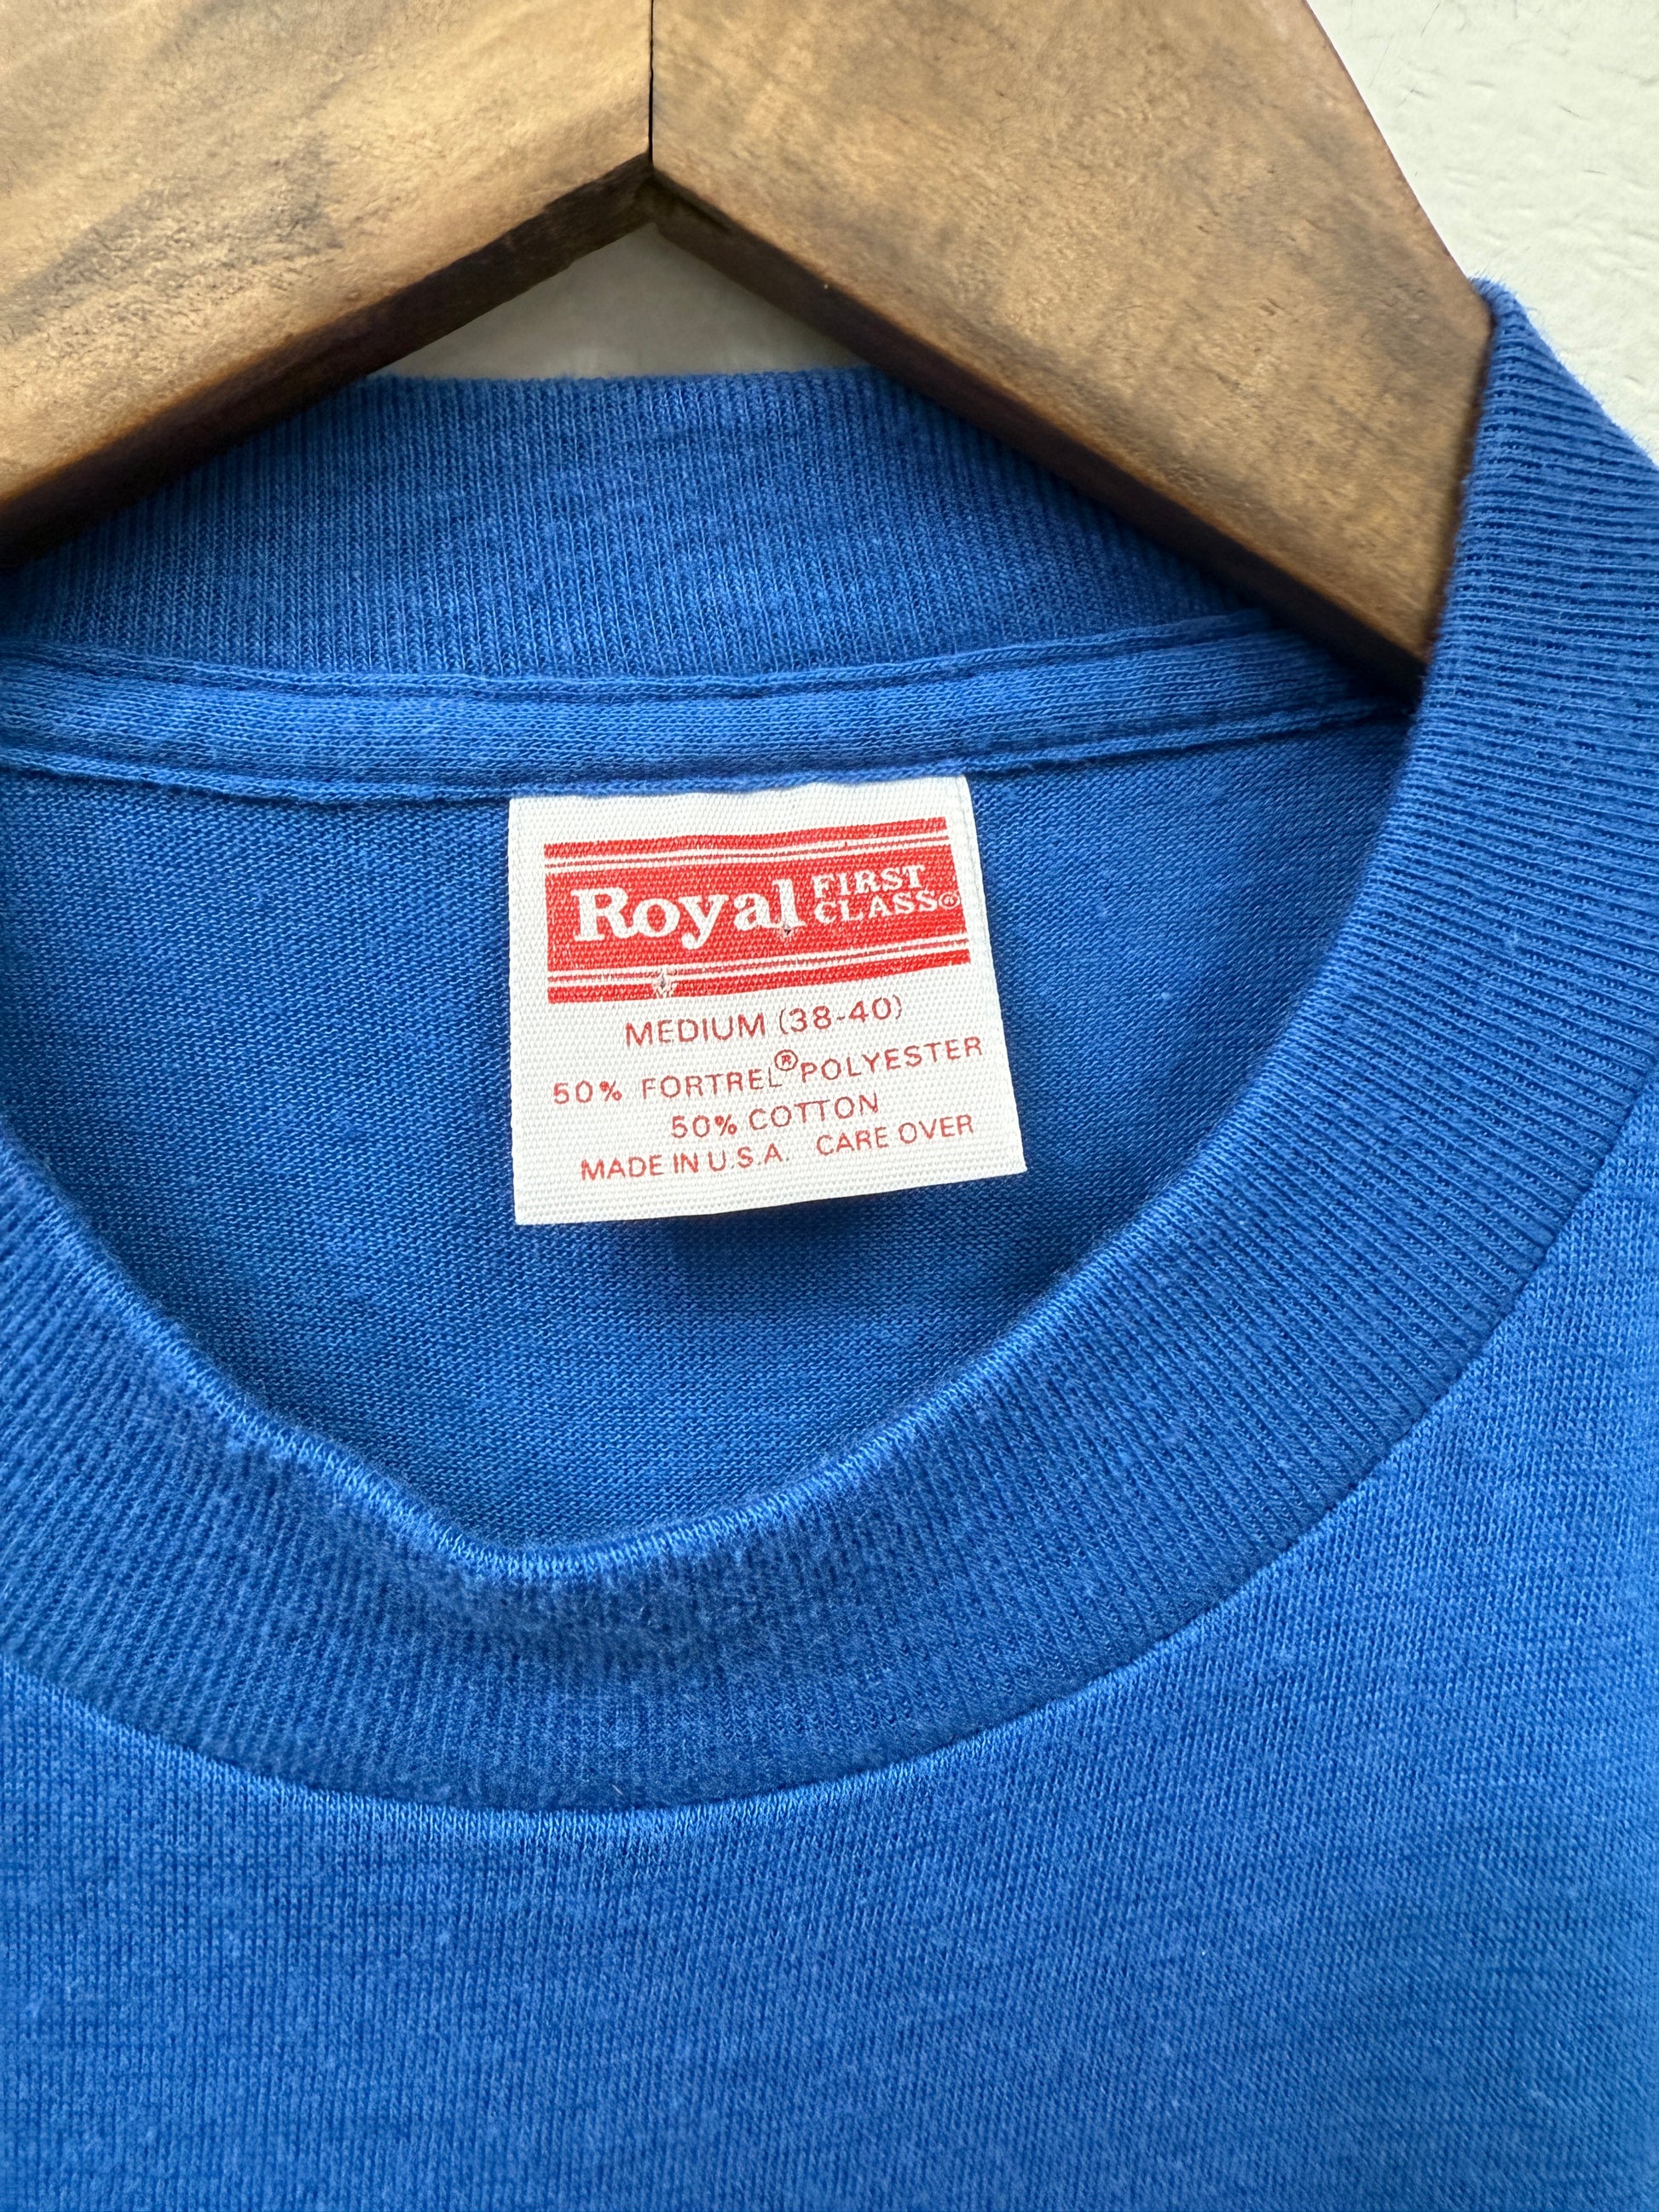 Royal FIRST
CLASS®
MEDIUM (38-40)
50% FORTREL® POLYESTER
50% COTTON
MADE IN U.S.A. CARE OVER